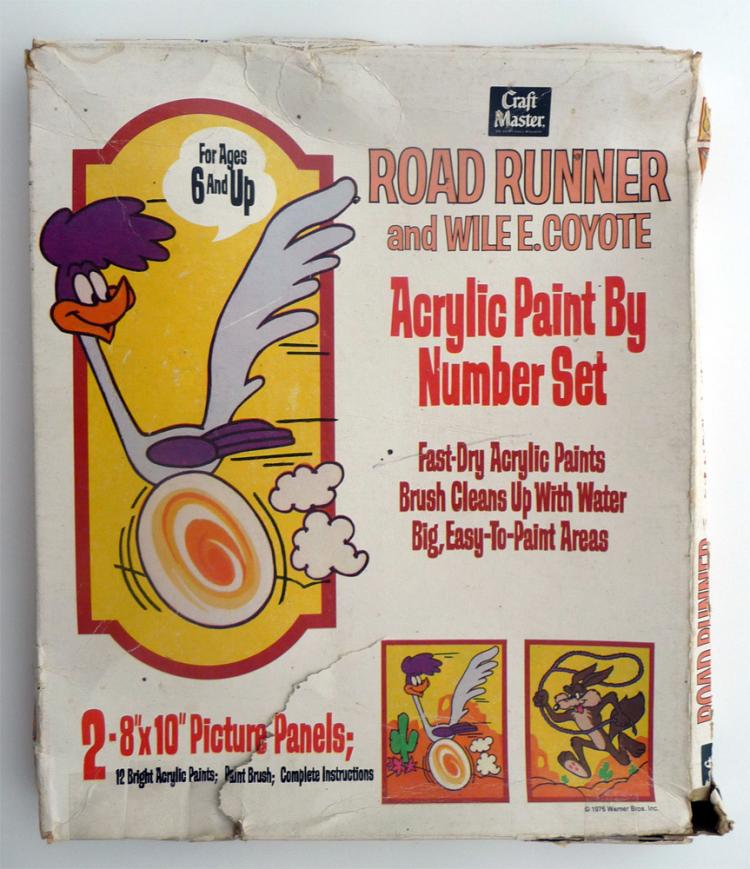 Craft
Master.
For Ages
6 And Up
ROAD RUNNER
and WILE E. COYOTE
Acrylic Paint By
Number Set
Fast-Dry Acrylic Paints
Brush Cleans Up With Water
Big, Easy-To-Paint Areas
2-8"x10" Picture Panels;
12 Bright Acrylic Paints; Paint Brush; Complete Instructions
© 1975 Warner Bros. Inc.
ROAD RUNNER